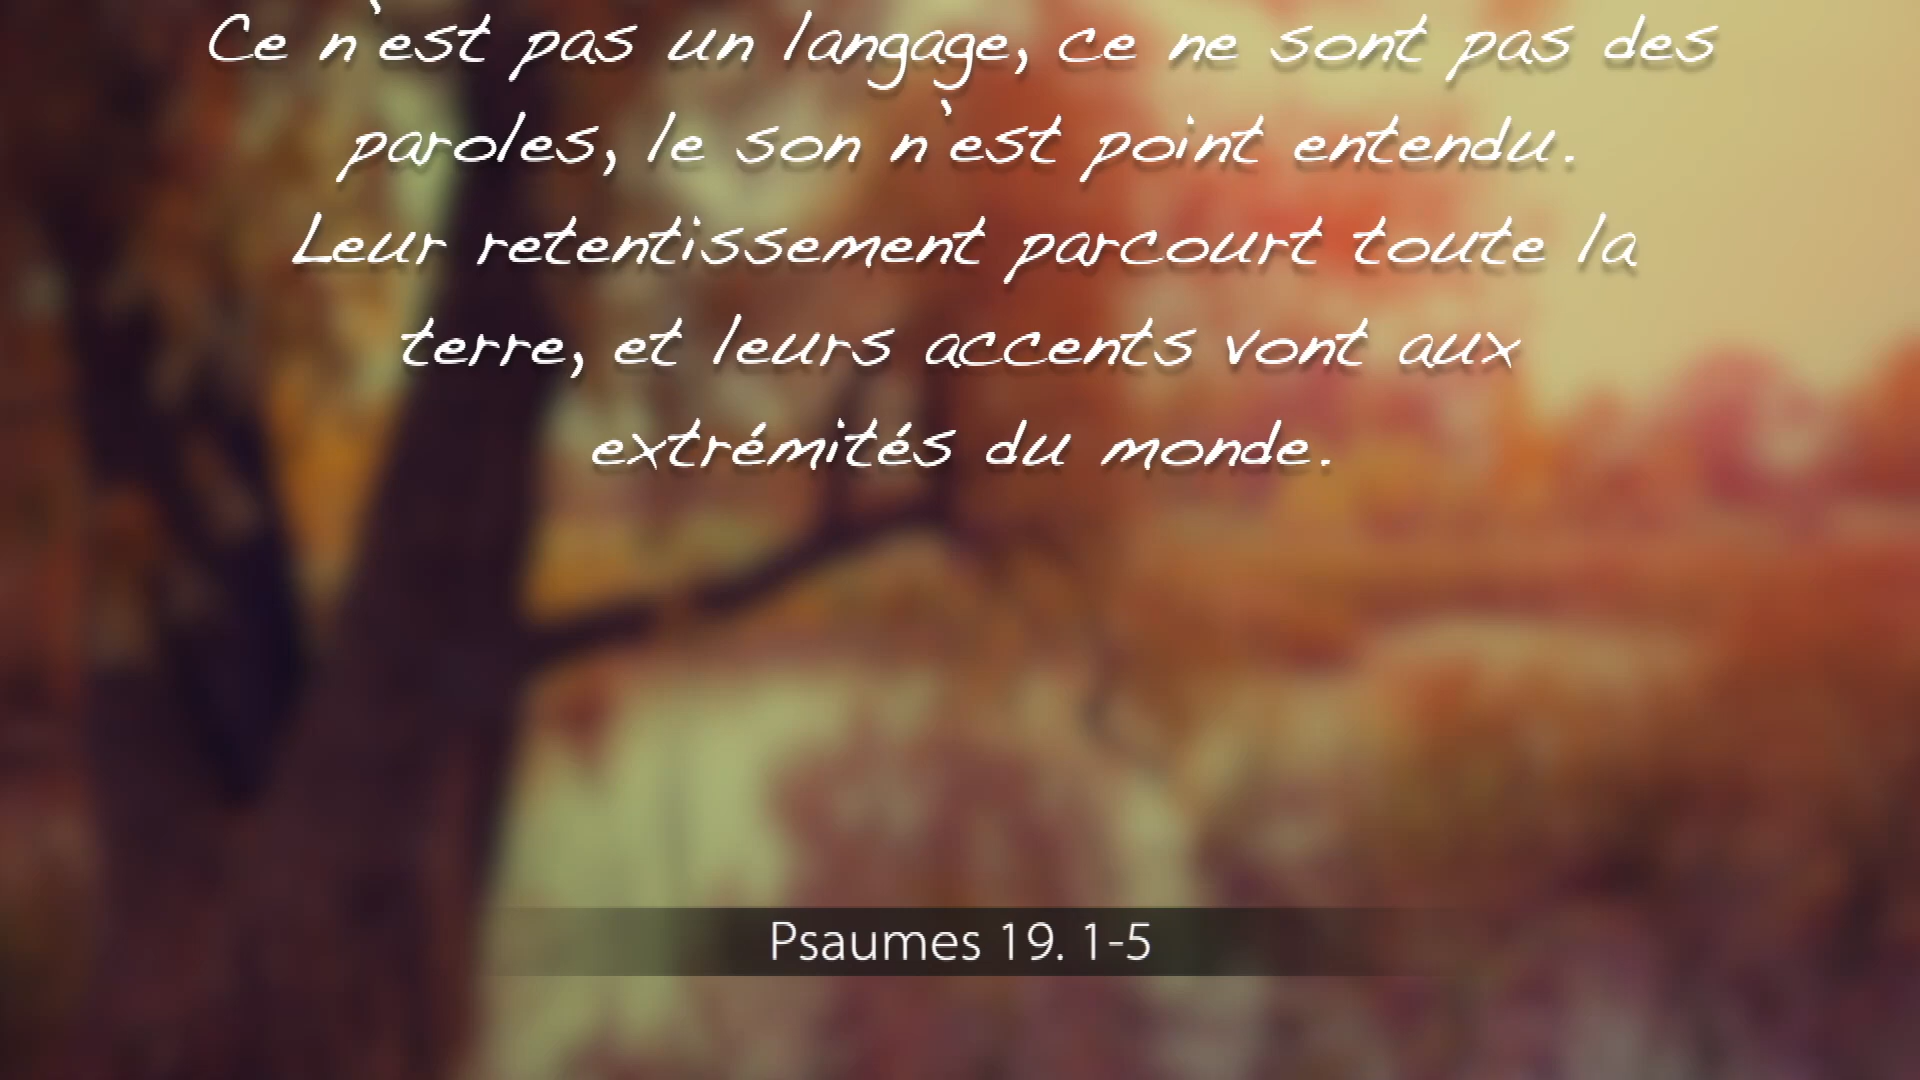 Ce n'est pas un langage, ce ne sont pas des
paroles, le son n'est point entendu.
Leur retentissement parcourt toute la
terre, et leurs accents vont aux
extrémités du monde.
Psaumes 19. 1-5